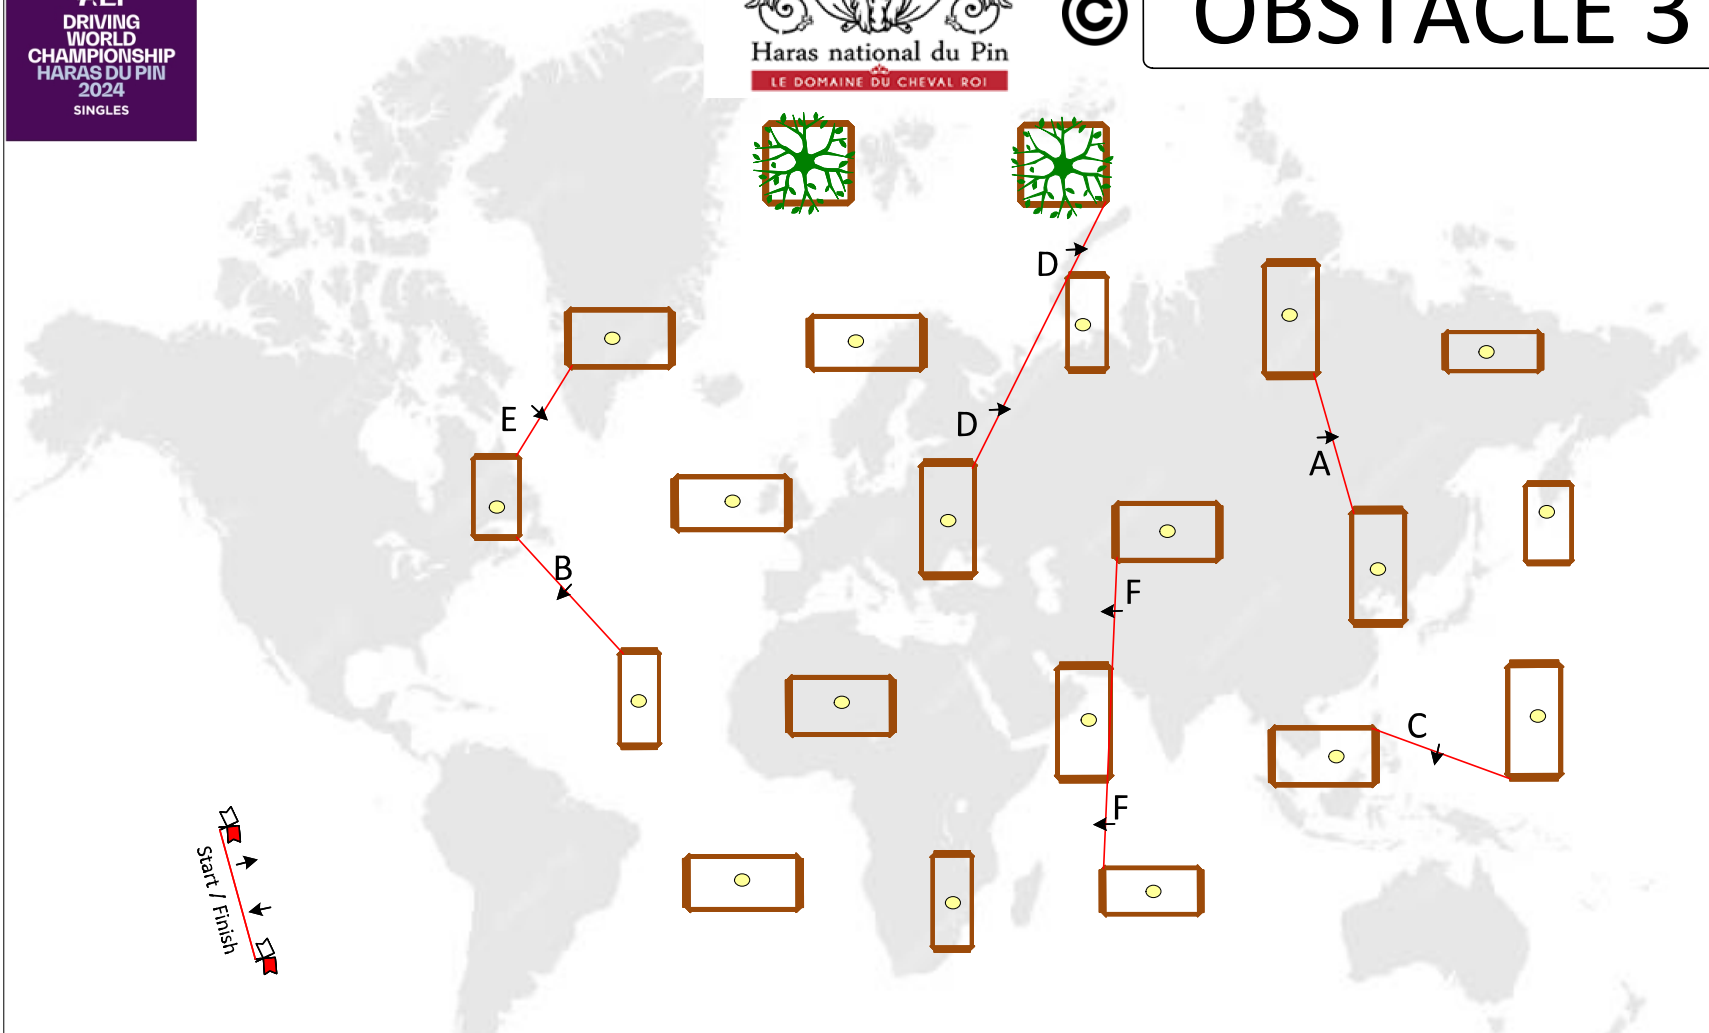 DRIVING
WORLD
CHAMPIONSHIP
HARAS DU PIN
2024
SINGLES
Haras national du Pin
LE DOMAINE DU CHEVAL ROI
©
OBSTACLE 3
D
E
D
A
B
F
C
F
Start / Finish